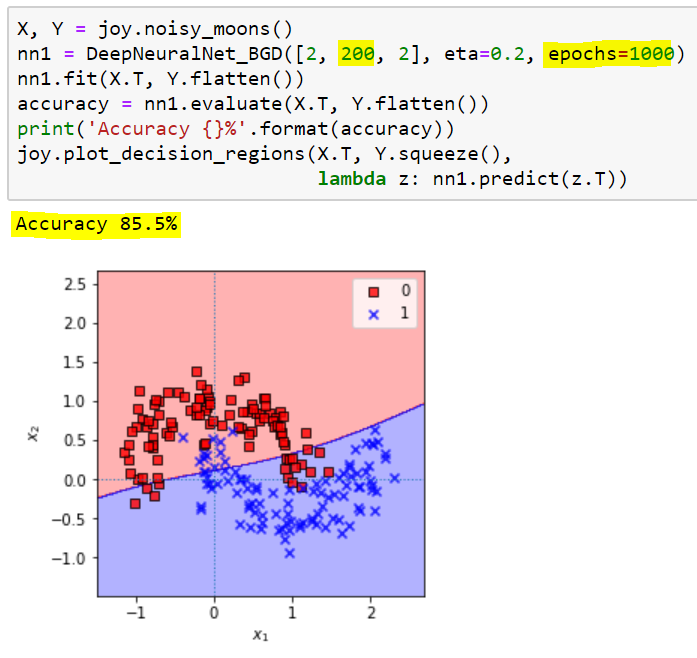 X, Y = joy.noisy_moons()
nn1 = DeepNeuralNet_BGD([2, 200, 2], eta=0.2, epochs=1000)
nn1.fit(X.T, Y.flatten())
accuracy = nn1.evaluate(X.T, Y.flatten())
print('Accuracy {}%'.format(accuracy))
joy.plot_decision_regions(X.T, Y.squeeze(),
lambda z: nn1.predict(z.T))
Accuracy 85.5%
0
1
2.5
2.0
1.5
1.0
0.5
0.0
−0.5
−1.0
x₂
−1 0 1 2
x₁